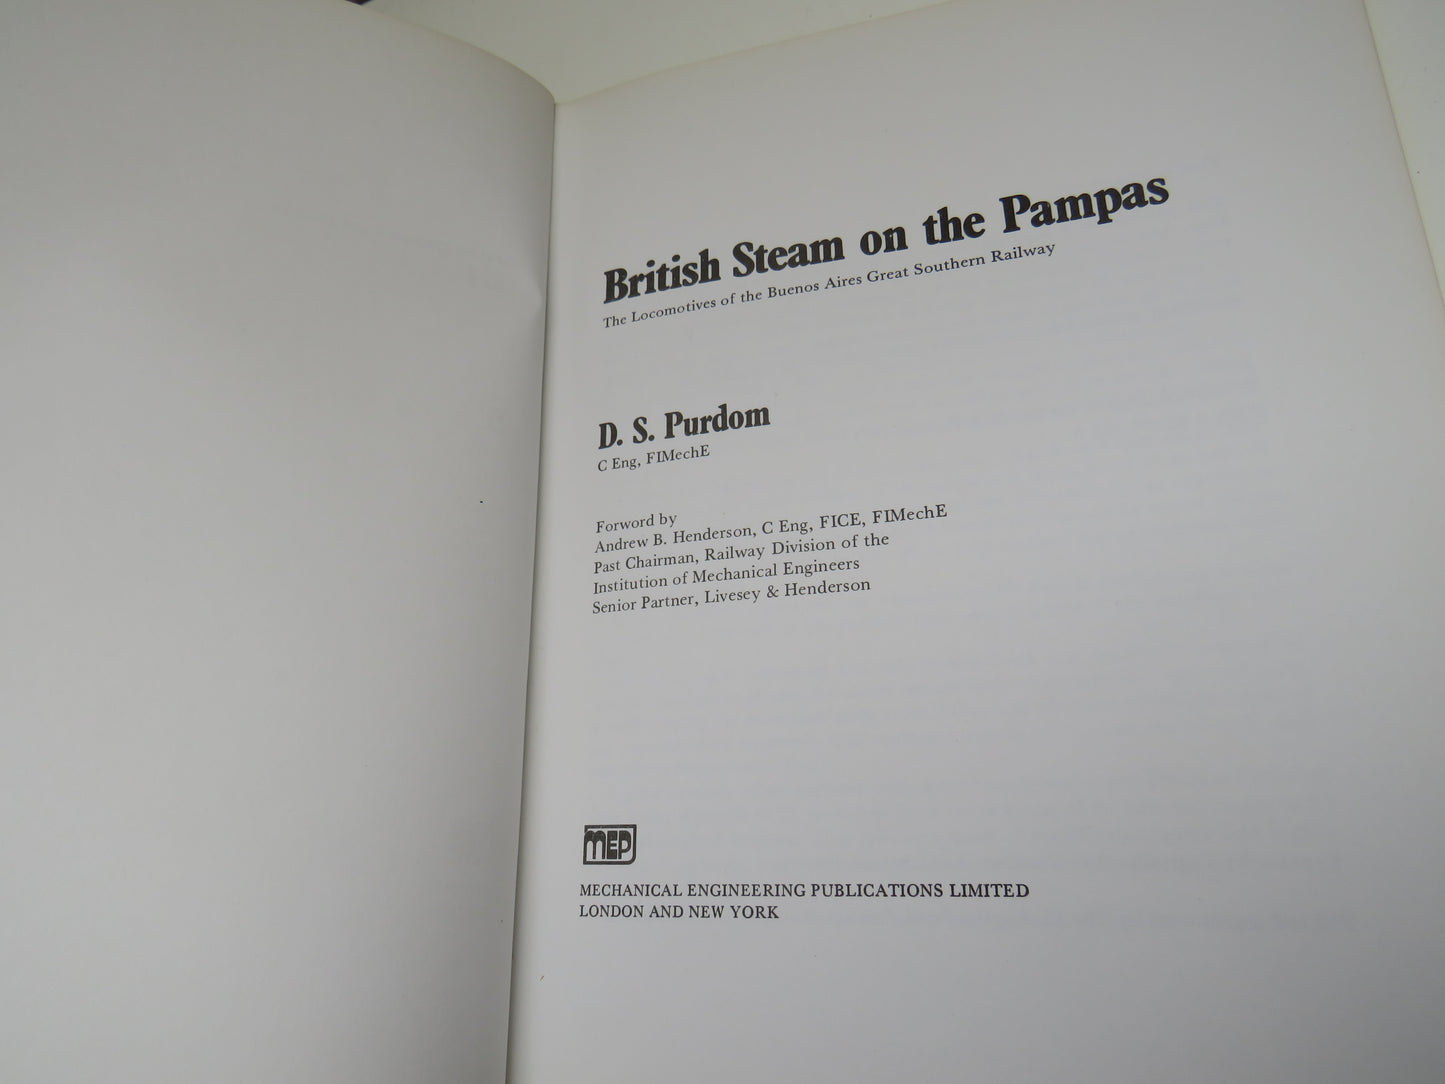 British Steam on the Pampas
The Locomotives of the Buenos Aires Great Southern Railway
D. S. Purdom
C Eng, FIMechE
Forword by
Andrew B. Henderson, C Eng, FICE, FIMechE
Past Chairman, Railway Division of the
Institution of Mechanical Engineers
Senior Partner, Livesey & Henderson
MEP
MECHANICAL ENGINEERING PUBLICATIONS LIMITED
LONDON AND NEW YORK